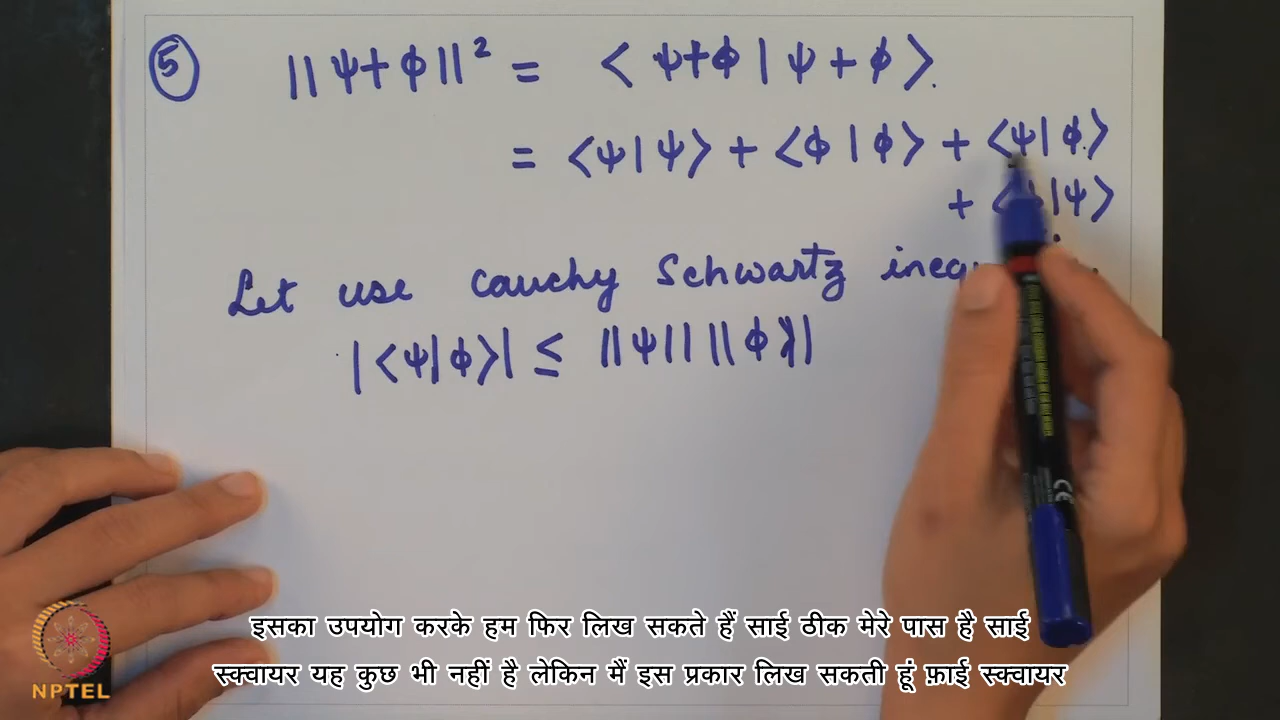 5 || ψ+ φ ||² = < ψ+φ | ψ + φ >.
= <ψ|ψ> + <φ|φ> + <ψ|φ>
+ < |ψ>
Let use Cauchy Schwartz
|<ψ|φ>| ≤ ||ψ|| ||φ||
इसका उपयोग करके हम फिर लिख सकते हैं साई ठीक मेरे पास है साई
स्क्वायर यह कुछ भी नहीं है लेकिन मैं इस प्रकार लिख सकती हूं फ़ाई स्क्वायर
NPTEL